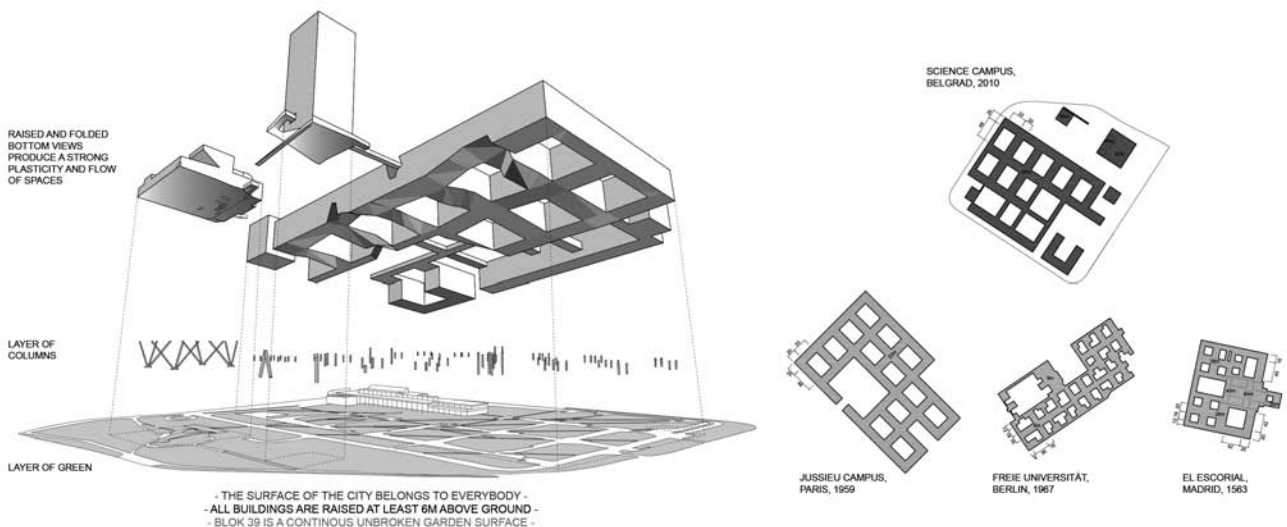 RAISED AND FOLDED
BOTTOM VIEWS
PRODUCE A STRONG
PLASTICITY AND FLOW
OF SPACES
LAYER OF
COLUMNS
LAYER OF GREEN
- THE SURFACE OF THE CITY BELONGS TO EVERYBODY -
- ALL BUILDINGS ARE RAISED AT LEAST 6M ABOVE GROUND -
- BLOK 39 IS A CONTINOUS UNBROKEN GARDEN SURFACE -
SCIENCE CAMPUS,
BELGRAD, 2010
JUSSIEU CAMPUS,
PARIS, 1959
FREIE UNIVERSITÄT,
BERLIN, 1967
EL ESCORIAL,
MADRID, 1563